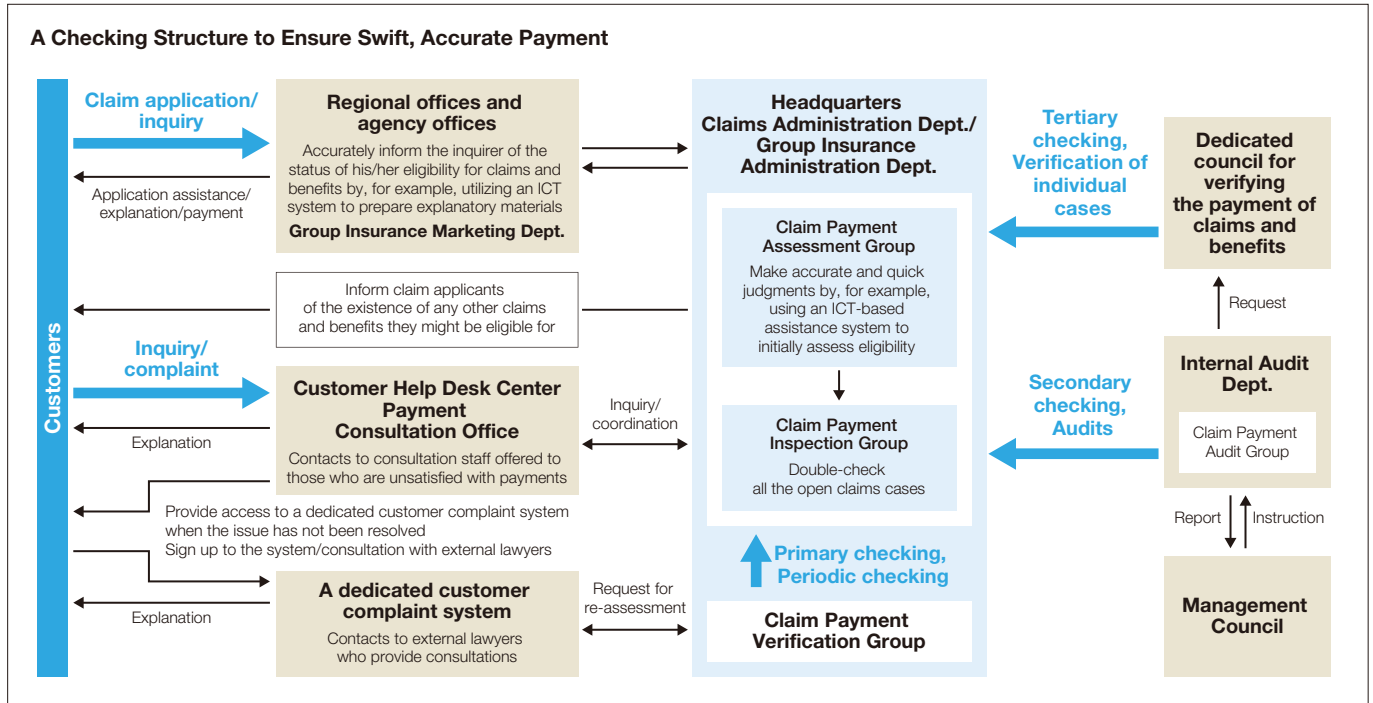 A Checking Structure to Ensure Swift, Accurate Payment
Customers
Claim application/
inquiry
Application assistance/
explanation/payment
Regional offices and
agency offices
Accurately inform the inquirer of the
status of his/her eligibility for claims and
benefits by, for example, utilizing an ICT
system to prepare explanatory materials
Group Insurance Marketing Dept.
Inform claim applicants
of the existence of any other claims
and benefits they might be eligible for
Inquiry/
complaint
Explanation
Customer Help Desk Center
Payment
Consultation Office
Contacts to consultation staff offered to
those who are unsatisfied with payments
Inquiry/
coordination
Provide access to a dedicated customer complaint system
when the issue has not been resolved
Sign up to the system/consultation with external lawyers
Explanation
A dedicated customer
complaint system
Contacts to external lawyers
who provide consultations
Request for
re-assessment
Headquarters
Claims Administration Dept./
Group Insurance
Administration Dept.
Claim Payment
Assessment Group
Make accurate and quick
judgments by, for example,
using an ICT-based
assistance system to
initially assess eligibility
Claim Payment
Inspection Group
Double-check
all the open claims cases
Primary checking,
Periodic checking
Claim Payment
Verification Group
Tertiary
checking,
Verification of
individual
cases
Secondary
checking,
Audits
Dedicated
council for
verifying
the payment of
claims and
benefits
Request
Internal Audit
Dept.
Claim Payment
Audit Group
Report
Instruction
Management
Council